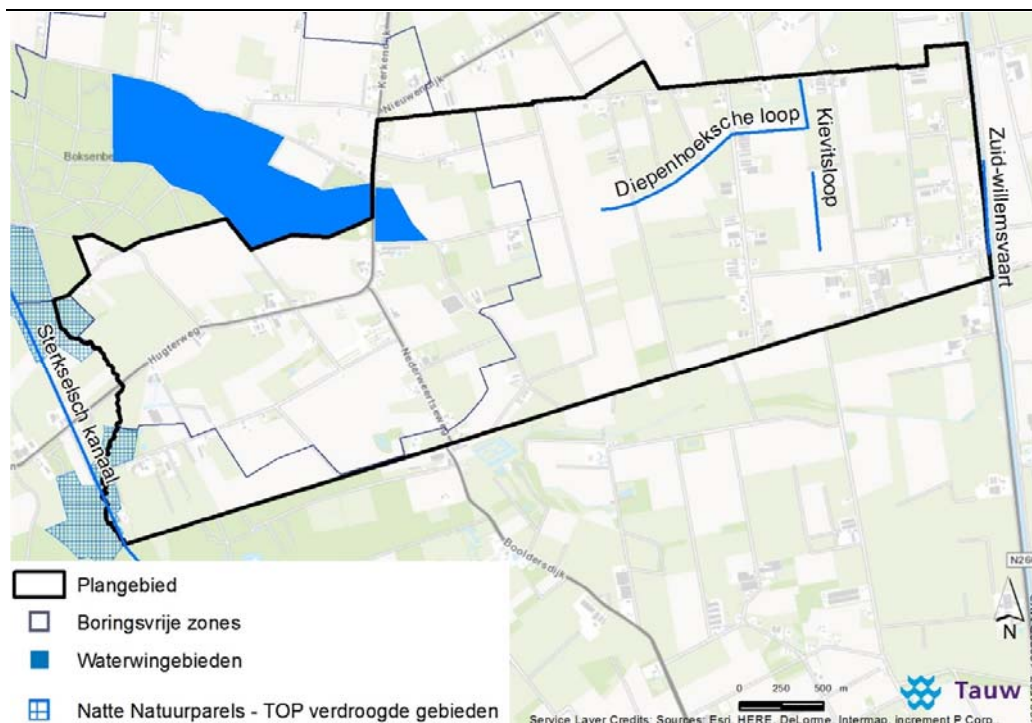 Kerkendijk
Nieuwendijk
Boksenbe
Diepenhoeksche loop
Kievitsloop
Zuid-willemsvaart
Hugterweg
Nederweertseweg
Sterkselsch kanaal
Booldersdijk
N266
N
Plangebied
Boringsvrije zones
Waterwingebieden
Natte Natuurparels - TOP verdroogde gebieden
0 250 500 m
Tauw
Service Layer Credits: Sources: Esri, HERE, DeLorme, Intermap, increment P Corp.,